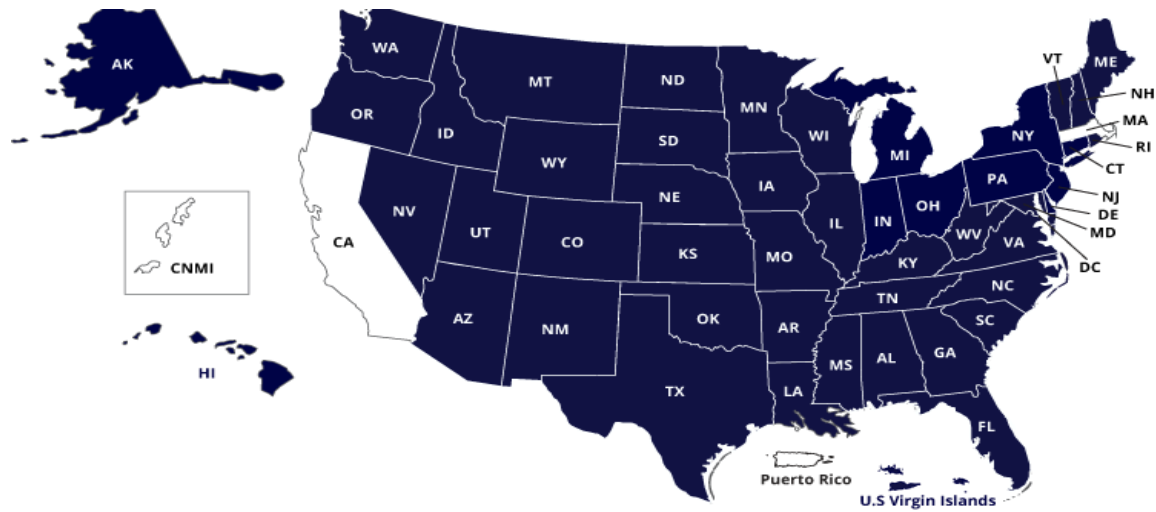 AK
WA
MT
ND
MN
VT
ME
NH
OR
ID
SD
WI
MI
NY
MA
RI
WY
IA
PA
CT
NE
NJ
NV
IL
IN
OH
DE
MD
CA
UT
CO
KS
MO
WV
VA
CNMI
KY
DC
NC
TN
AZ
NM
OK
AR
SC
HI
MS
AL
GA
TX
LA
FL
Puerto Rico
U.S Virgin Islands